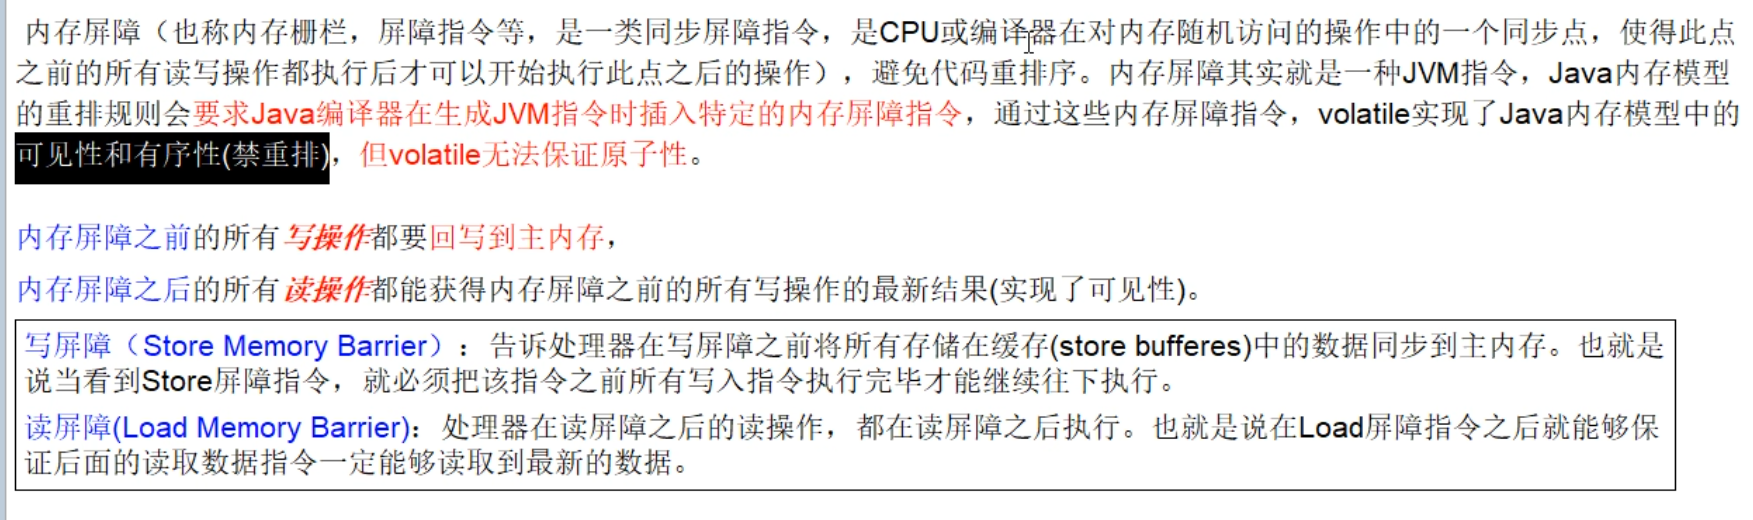 内存屏障（也称内存栅栏，屏障指令等，是一类同步屏障指令，是CPU或编译器在对内存随机访问的操作中的一个同步点，使得此点
之前的所有读写操作都执行后才可以开始执行此点之后的操作），避免代码重排序。内存屏障其实就是一种JVM指令，Java内存模型
的重排规则会要求Java编译器在生成JVM指令时插入特定的内存屏障指令，通过这些内存屏障指令，volatile实现了Java内存模型中的
可见性和有序性(禁重排)，但volatile无法保证原子性。
内存屏障之前的所有写操作都要回写到主内存，
内存屏障之后的所有读操作都能获得内存屏障之前的所有写操作的最新结果(实现了可见性)。
写屏障（Store Memory Barrier）：告诉处理器在写屏障之前将所有存储在缓存(store bufferes)中的数据同步到主内存。也就是
说当看到Store屏障指令，就必须把该指令之前所有写入指令执行完毕才能继续往下执行。
读屏障(Load Memory Barrier)：处理器在读屏障之后的读操作，都在读屏障之后执行。也就是说在Load屏障指令之后就能够保
证后面的读取数据指令一定能够读取到最新的数据。